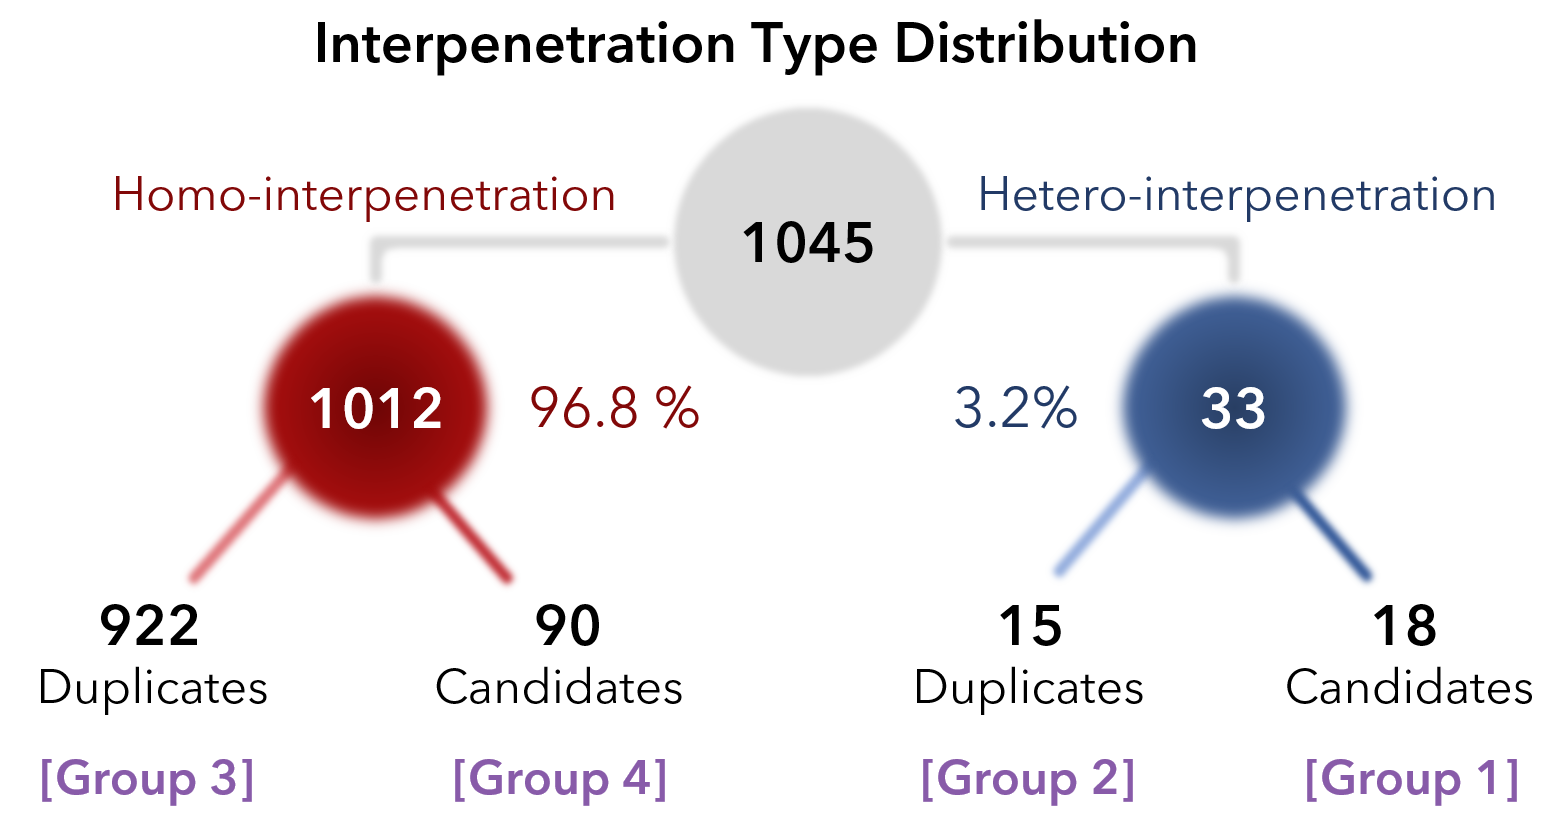 Interpenetration Type Distribution
Homo-interpenetration
1045
Hetero-interpenetration
1012
96.8 %
3.2%
33
922
Duplicates
[Group 3]
90
Candidates
[Group 4]
15
Duplicates
[Group 2]
18
Candidates
[Group 1]